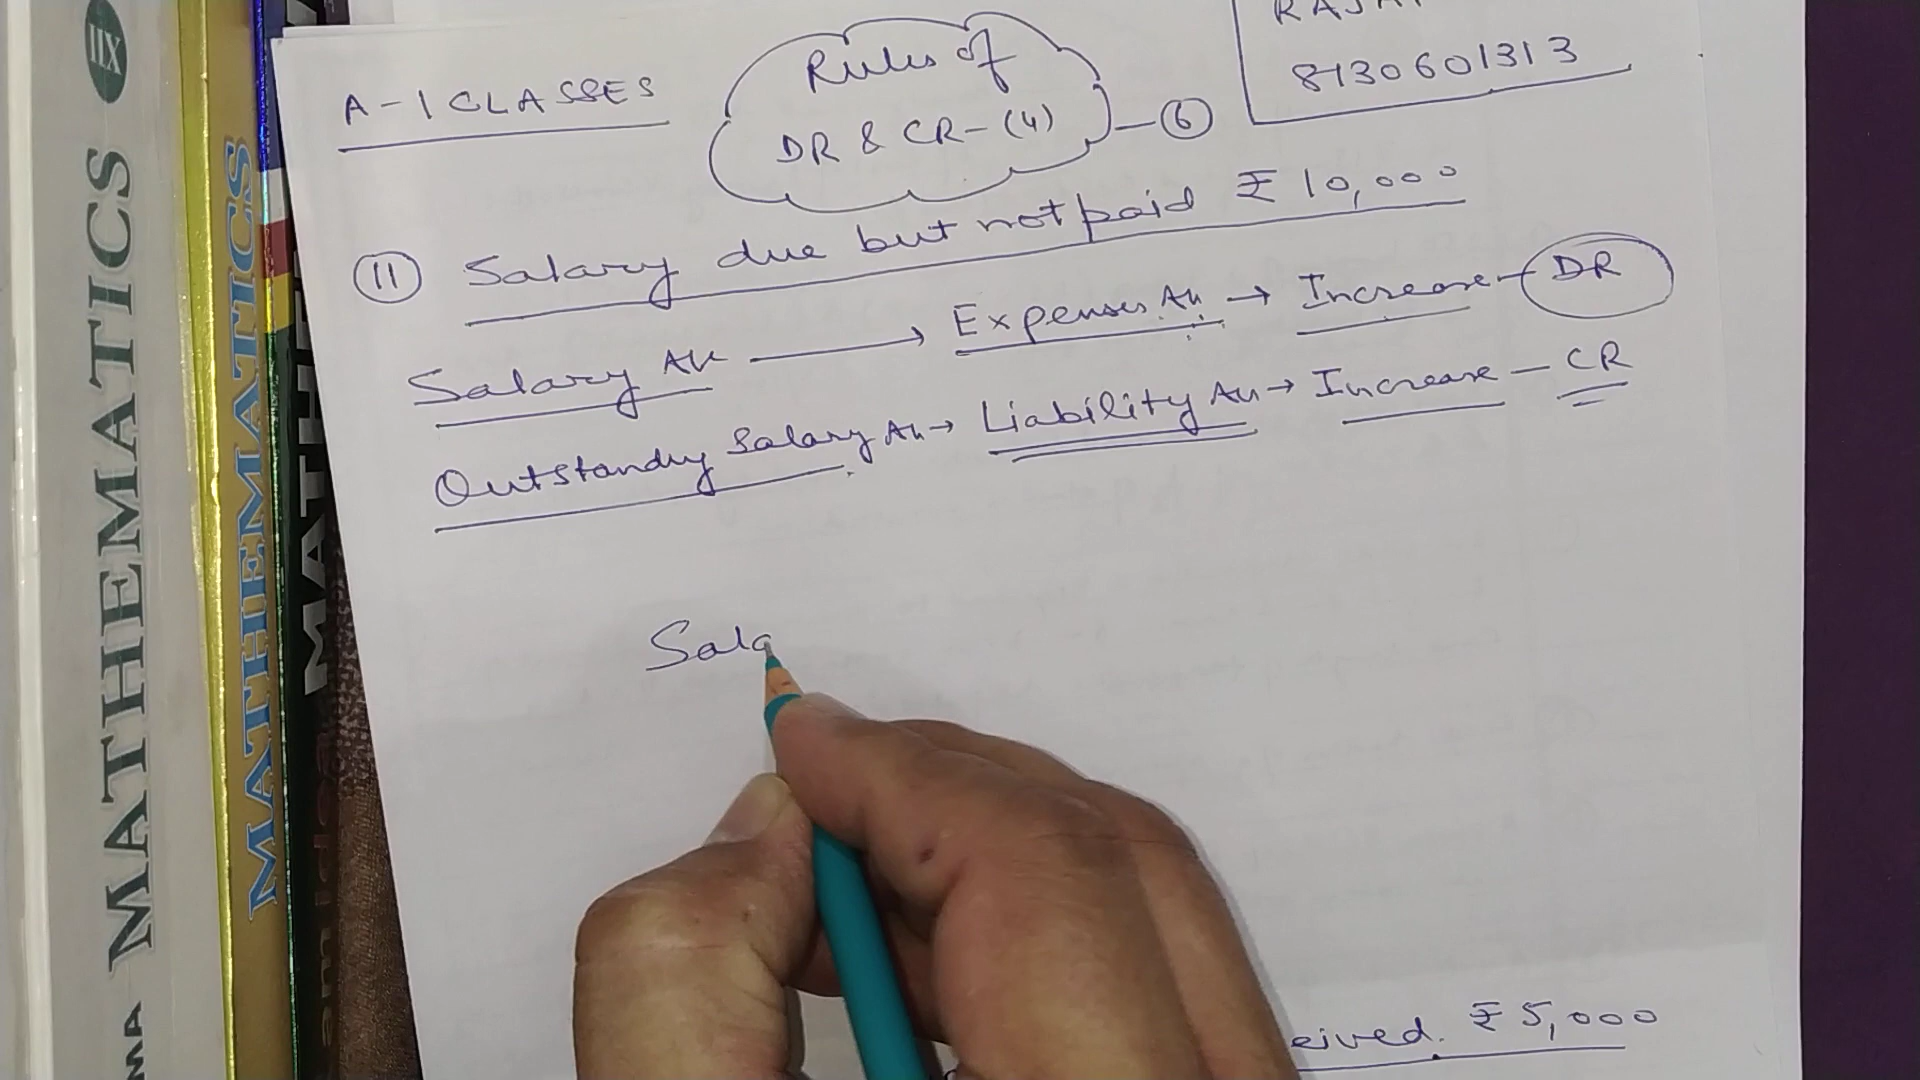 A-1 CLASSES
Rules of
DR & CR-(4)
6
8130601313
11 Salary due but not paid ₹ 10,000
Salary A/c → Expenses A/c → Increase - DR
Outstanding Salary A/c → Liability A/c → Increase - CR
Sala
eived. ₹ 5,000
MATHEMATICS XII
MATHEMATICS